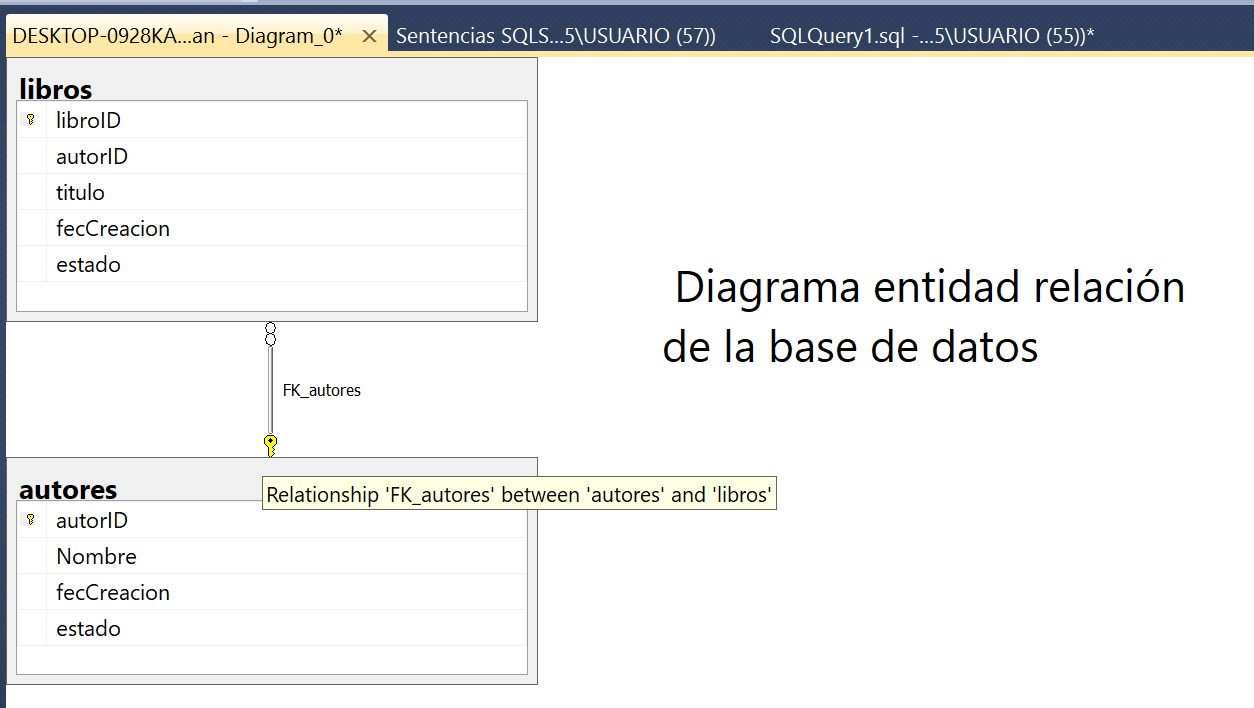 DESKTOP-0928KA...an - Diagram_0*
Sentencias SQLS...5\USUARIO (57))
SQLQuery1.sql -...5\USUARIO (55))*
libros
libroID
autorID
titulo
fecCreacion
estado
Diagrama entidad relación
de la base de datos
FK_autores
autores
Relationship 'FK_autores' between 'autores' and 'libros'
autorID
Nombre
fecCreacion
estado